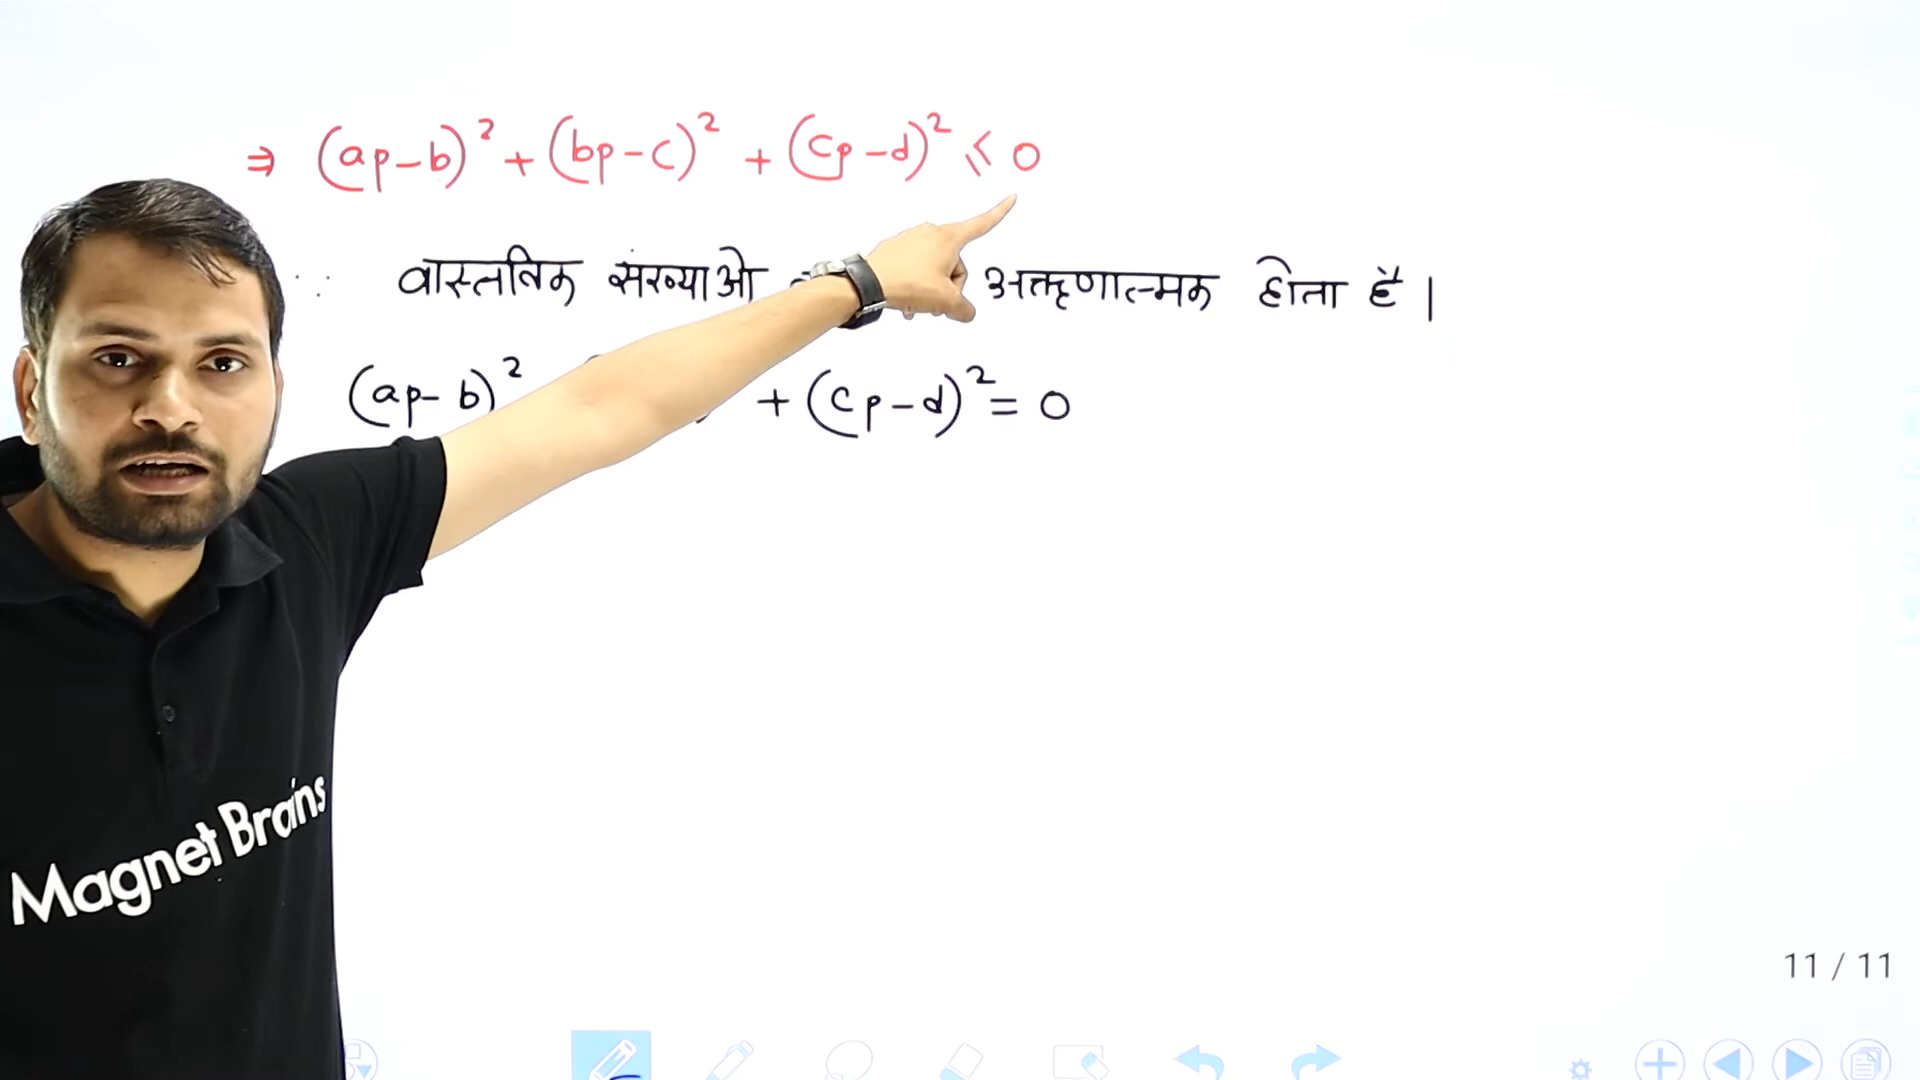 ⇒ (ap-b)² + (bp-c)² + (cp-d)² ≤ 0
∵ वास्तविक संख्याओ अऋणात्मक होता है |
(ap-b)² + (cp-d)² = 0
Magnet Brains
11 / 11